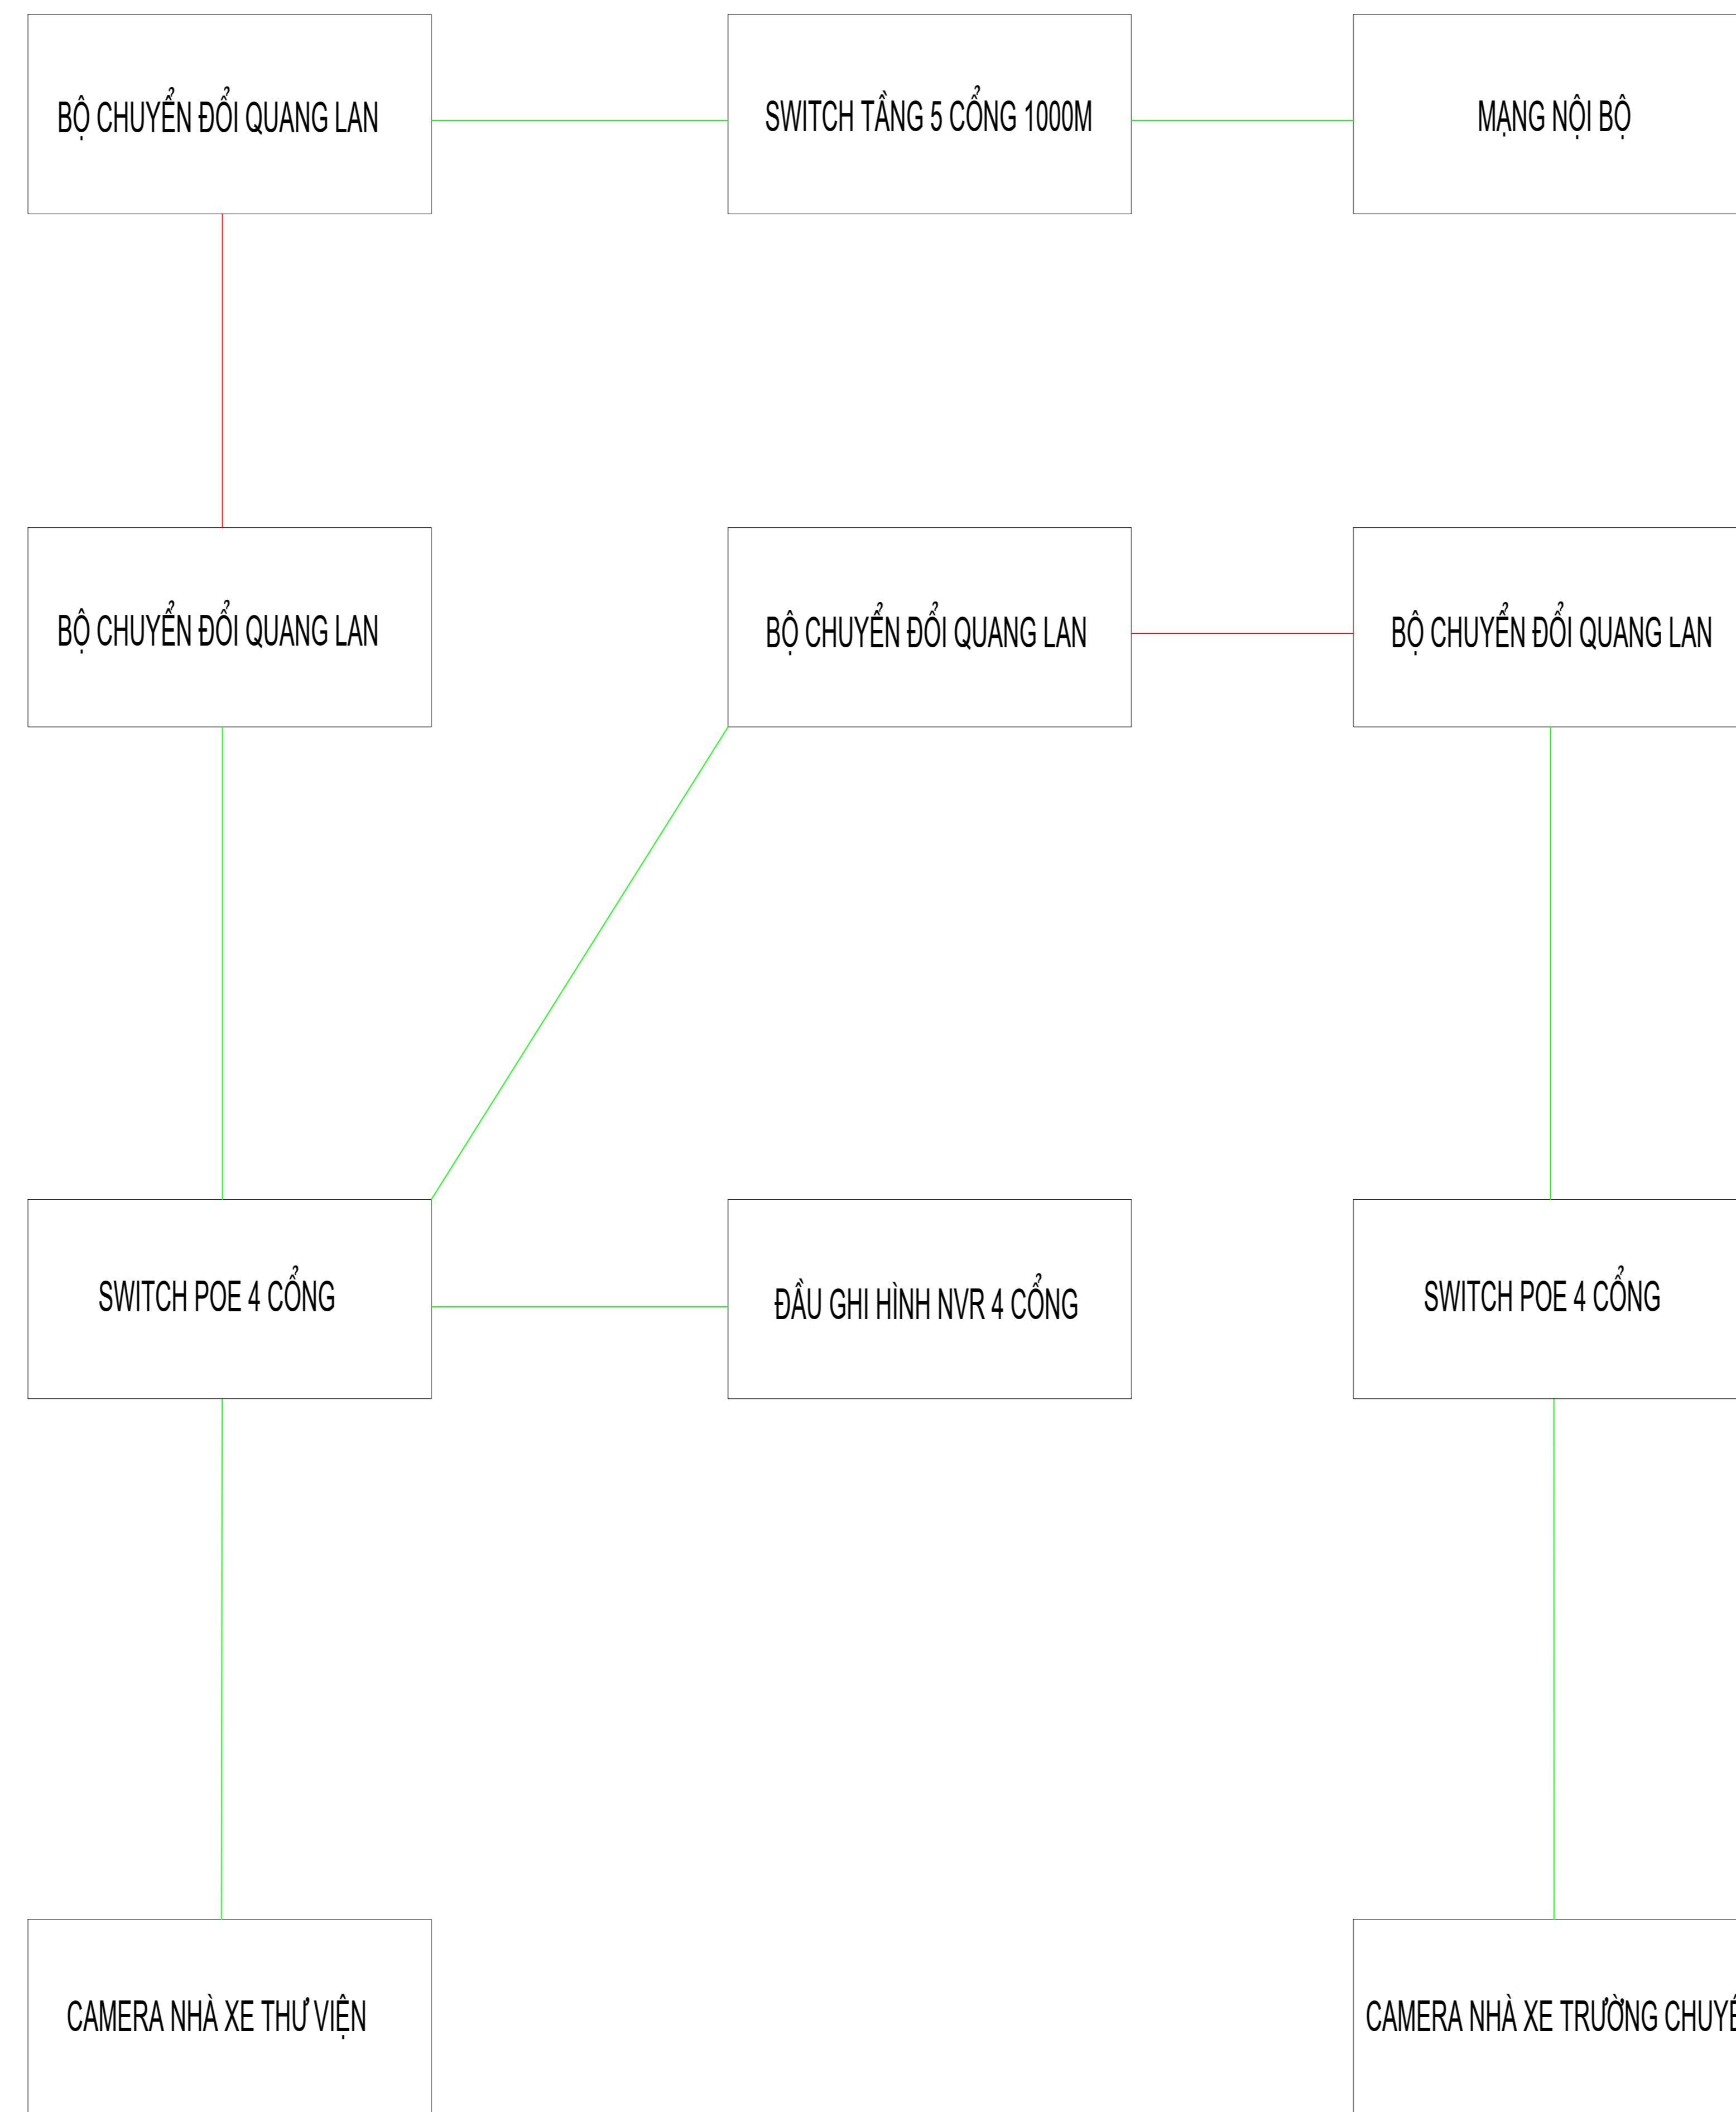 BỘ CHUYỂN ĐỔI QUANG LAN
SWITCH TẦNG 5 CỔNG 1000M
MẠNG NỘI BỘ
BỘ CHUYỂN ĐỔI QUANG LAN
BỘ CHUYỂN ĐỔI QUANG LAN
BỘ CHUYỂN ĐỔI QUANG LAN
SWITCH POE 4 CỔNG
ĐẦU GHI HÌNH NVR 4 CỔNG
SWITCH POE 4 CỔNG
CAMERA NHÀ XE THƯ VIỆN
CAMERA NHÀ XE TRƯỜNG